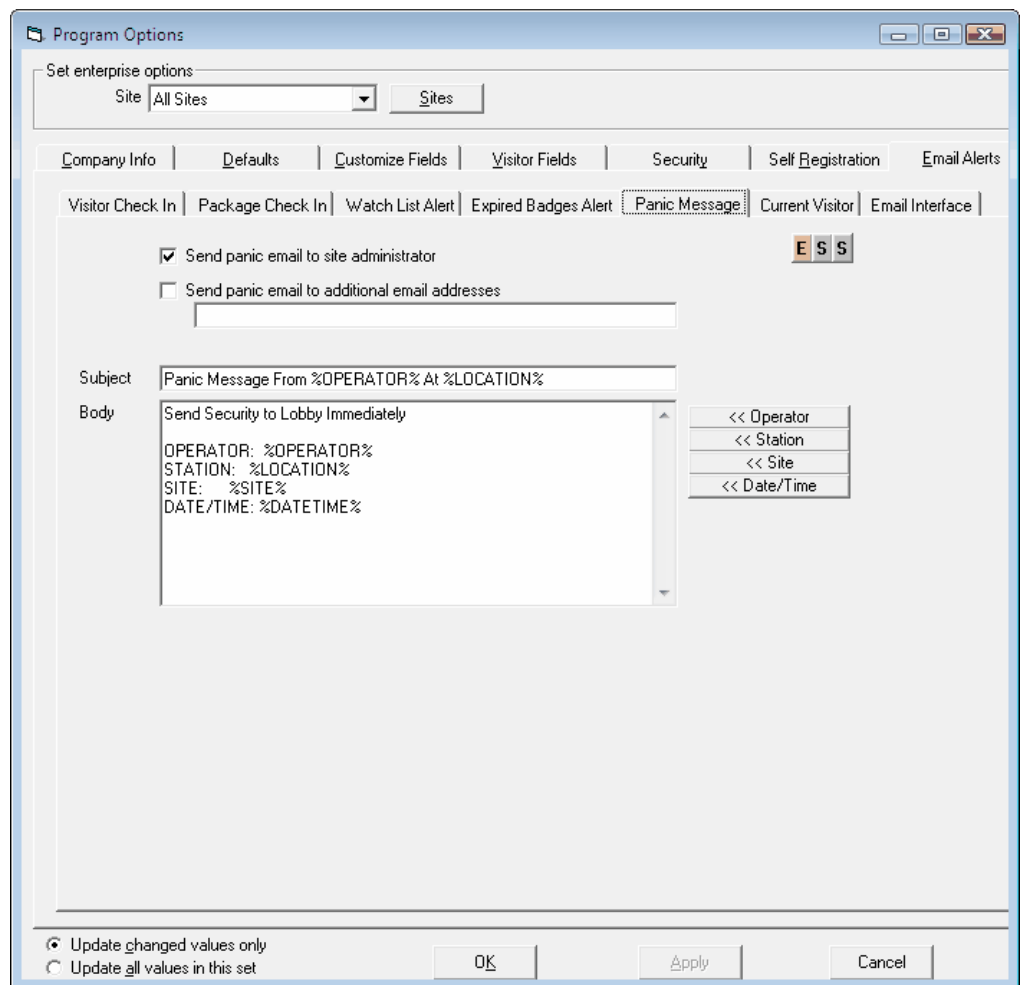 Program Options
Set enterprise options
Site All Sites Sites
Company Info Defaults Customize Fields Visitor Fields Security Self Registration Email Alerts
Visitor Check In Package Check In Watch List Alert Expired Badges Alert Panic Message Current Visitor Email Interface
Send panic email to site administrator E S S
Send panic email to additional email addresses
Subject Panic Message From %OPERATOR% At %LOCATION%
Body Send Security to Lobby Immediately << Operator
<< Station
OPERATOR: %OPERATOR%
STATION: %LOCATION% << Site
SITE: %SITE% << Date/Time
DATE/TIME: %DATETIME%
Update changed values only
Update all values in this set
OK Apply Cancel